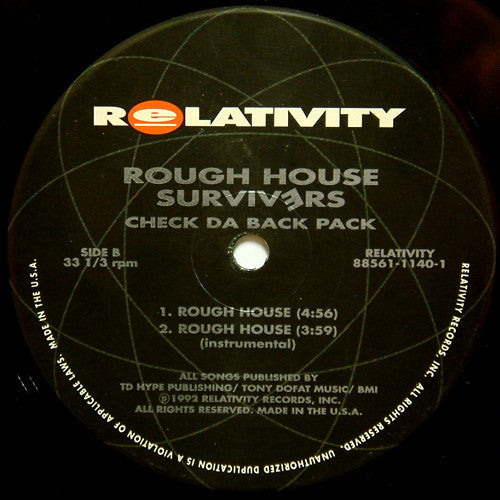 ReLATIVITY
ROUGH HOUSE
SURVIVERS
CHECK DA BACK PACK
SIDE B
33 1/3 rpm
RELATIVITY
88561-1140-1
1. ROUGH HOUSE (4:56)
2. ROUGH HOUSE (3:59)
(instrumental)
ALL SONGS PUBLISHED BY
TD HYPE PUBLISHING/ TONY DOFAT MUSIC/ BMI
℗1992 RELATIVITY RECORDS, INC.
ALL RIGHTS RESERVED. MADE IN THE U.S.A.
RELATIVITY RECORDS, INC. ALL RIGHTS RESERVED. UNAUTHORIZED DUPLICATION IS A VIOLATION OF APPLICABLE LAWS. MADE IN THE U.S.A.